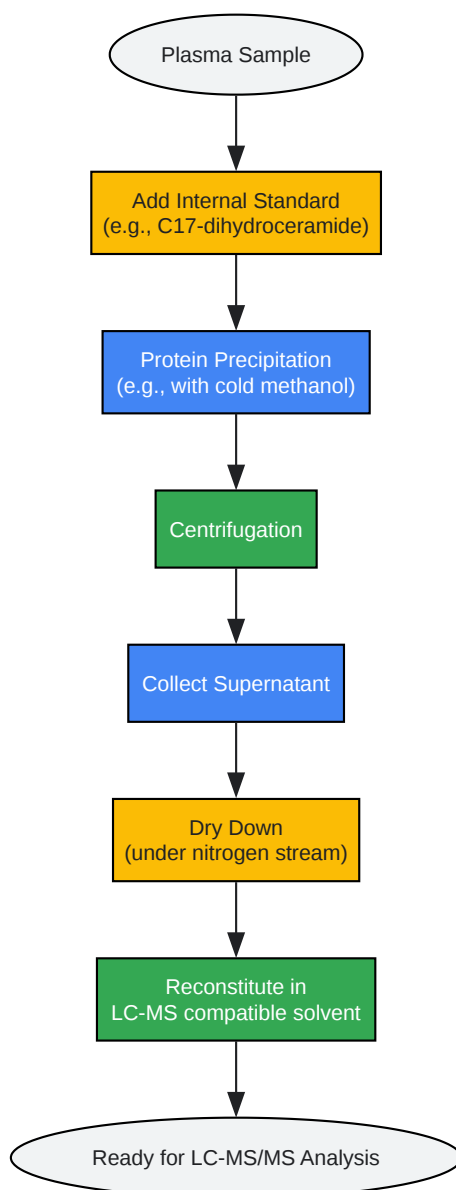 Plasma Sample
Add Internal Standard
(e.g., C17-dihydroceramide)
Protein Precipitation
(e.g., with cold methanol)
Centrifugation
Collect Supernatant
Dry Down
(under nitrogen stream)
Reconstitute in
LC-MS compatible solvent
Ready for LC-MS/MS Analysis